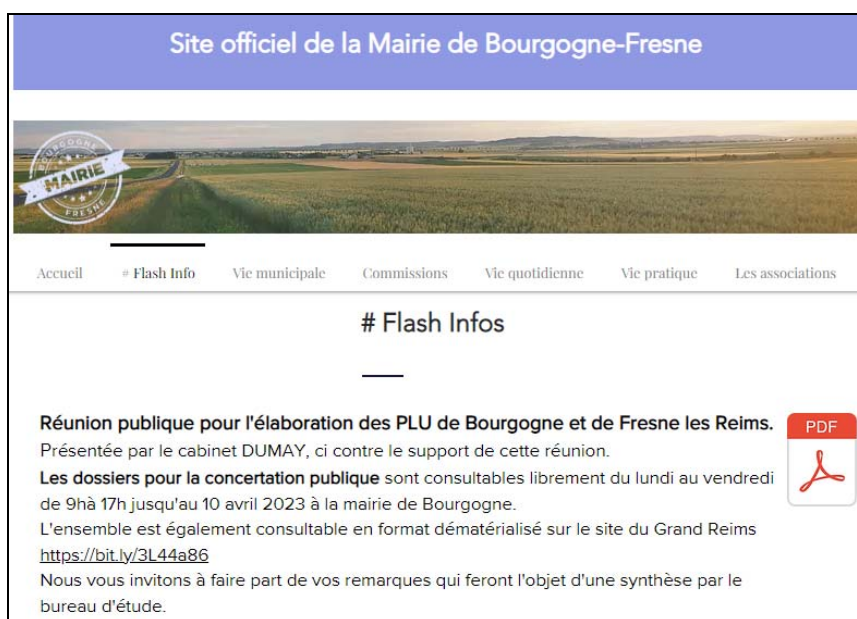 Site officiel de la Mairie de Bourgogne-Fresne
BOURGOGNE
MAIRIE
FRESNE
Accueil # Flash Info Vie municipale Commissions Vie quotidienne Vie pratique Les associations
# Flash Infos
Réunion publique pour l'élaboration des PLU de Bourgogne et de Fresne les Reims.
PDF
Présentée par le cabinet DUMAY, ci contre le support de cette réunion.
Les dossiers pour la concertation publique sont consultables librement du lundi au vendredi
de 9hà 17h jusqu'au 10 avril 2023 à la mairie de Bourgogne.
L'ensemble est également consultable en format dématérialisé sur le site du Grand Reims
https://bit.ly/3L44a86
Nous vous invitons à faire part de vos remarques qui feront l'objet d'une synthèse par le
bureau d'étude.